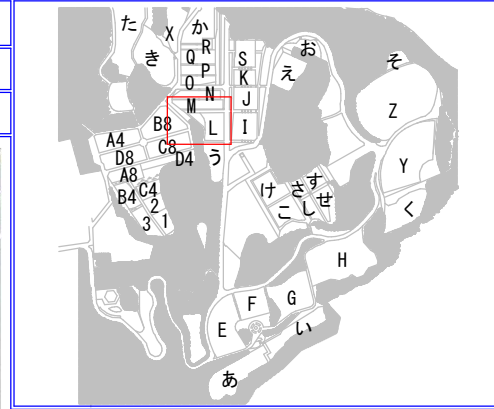 た X か お
き R え そ
Q P S
O N K
M J
B8 L I Z
A4 C8 う
D8 D4 Y
A8 け さ す
B4 C4 こ し せ く
2
3 1
H
F G
E い
あ